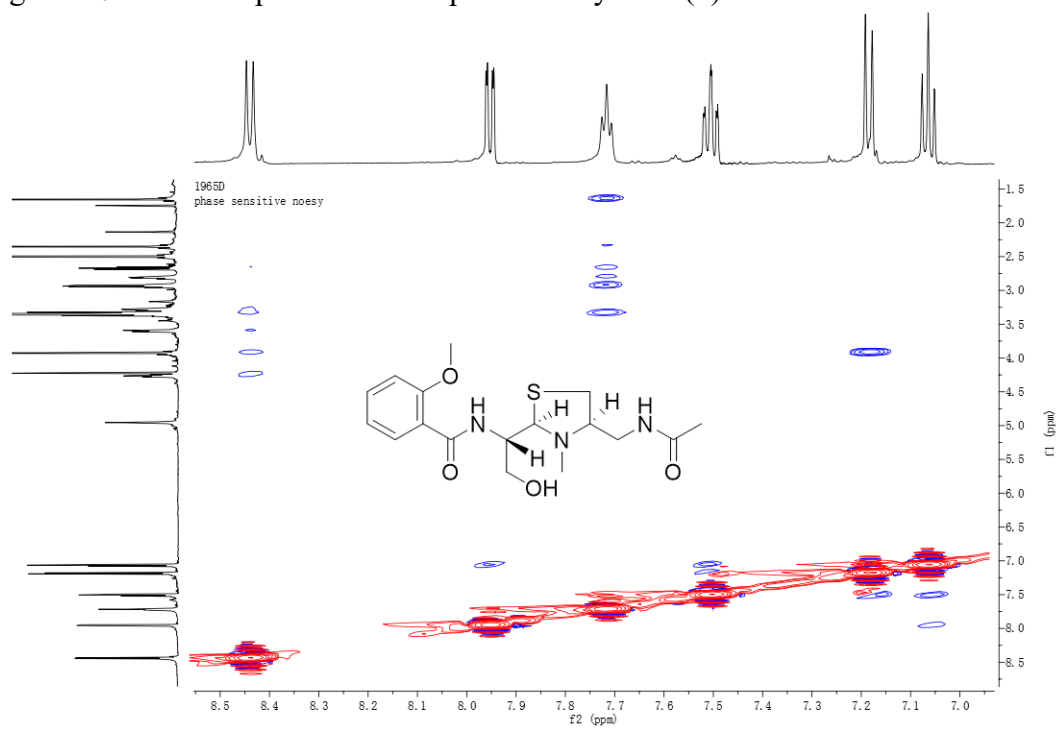 1965D
phase sensitive noesy
1.5
2.0
2.5
3.0
3.5
4.0
4.5
5.0
5.5
6.0
6.5
7.0
7.5
8.0
8.5
f1 (ppm)
O
H
N
S
H
H
H
N
N
O
H
OH
O
8.5 8.4 8.3 8.2 8.1 8.0 7.9 7.8 7.7 7.6 7.5 7.4 7.3 7.2 7.1 7.0
f2 (ppm)